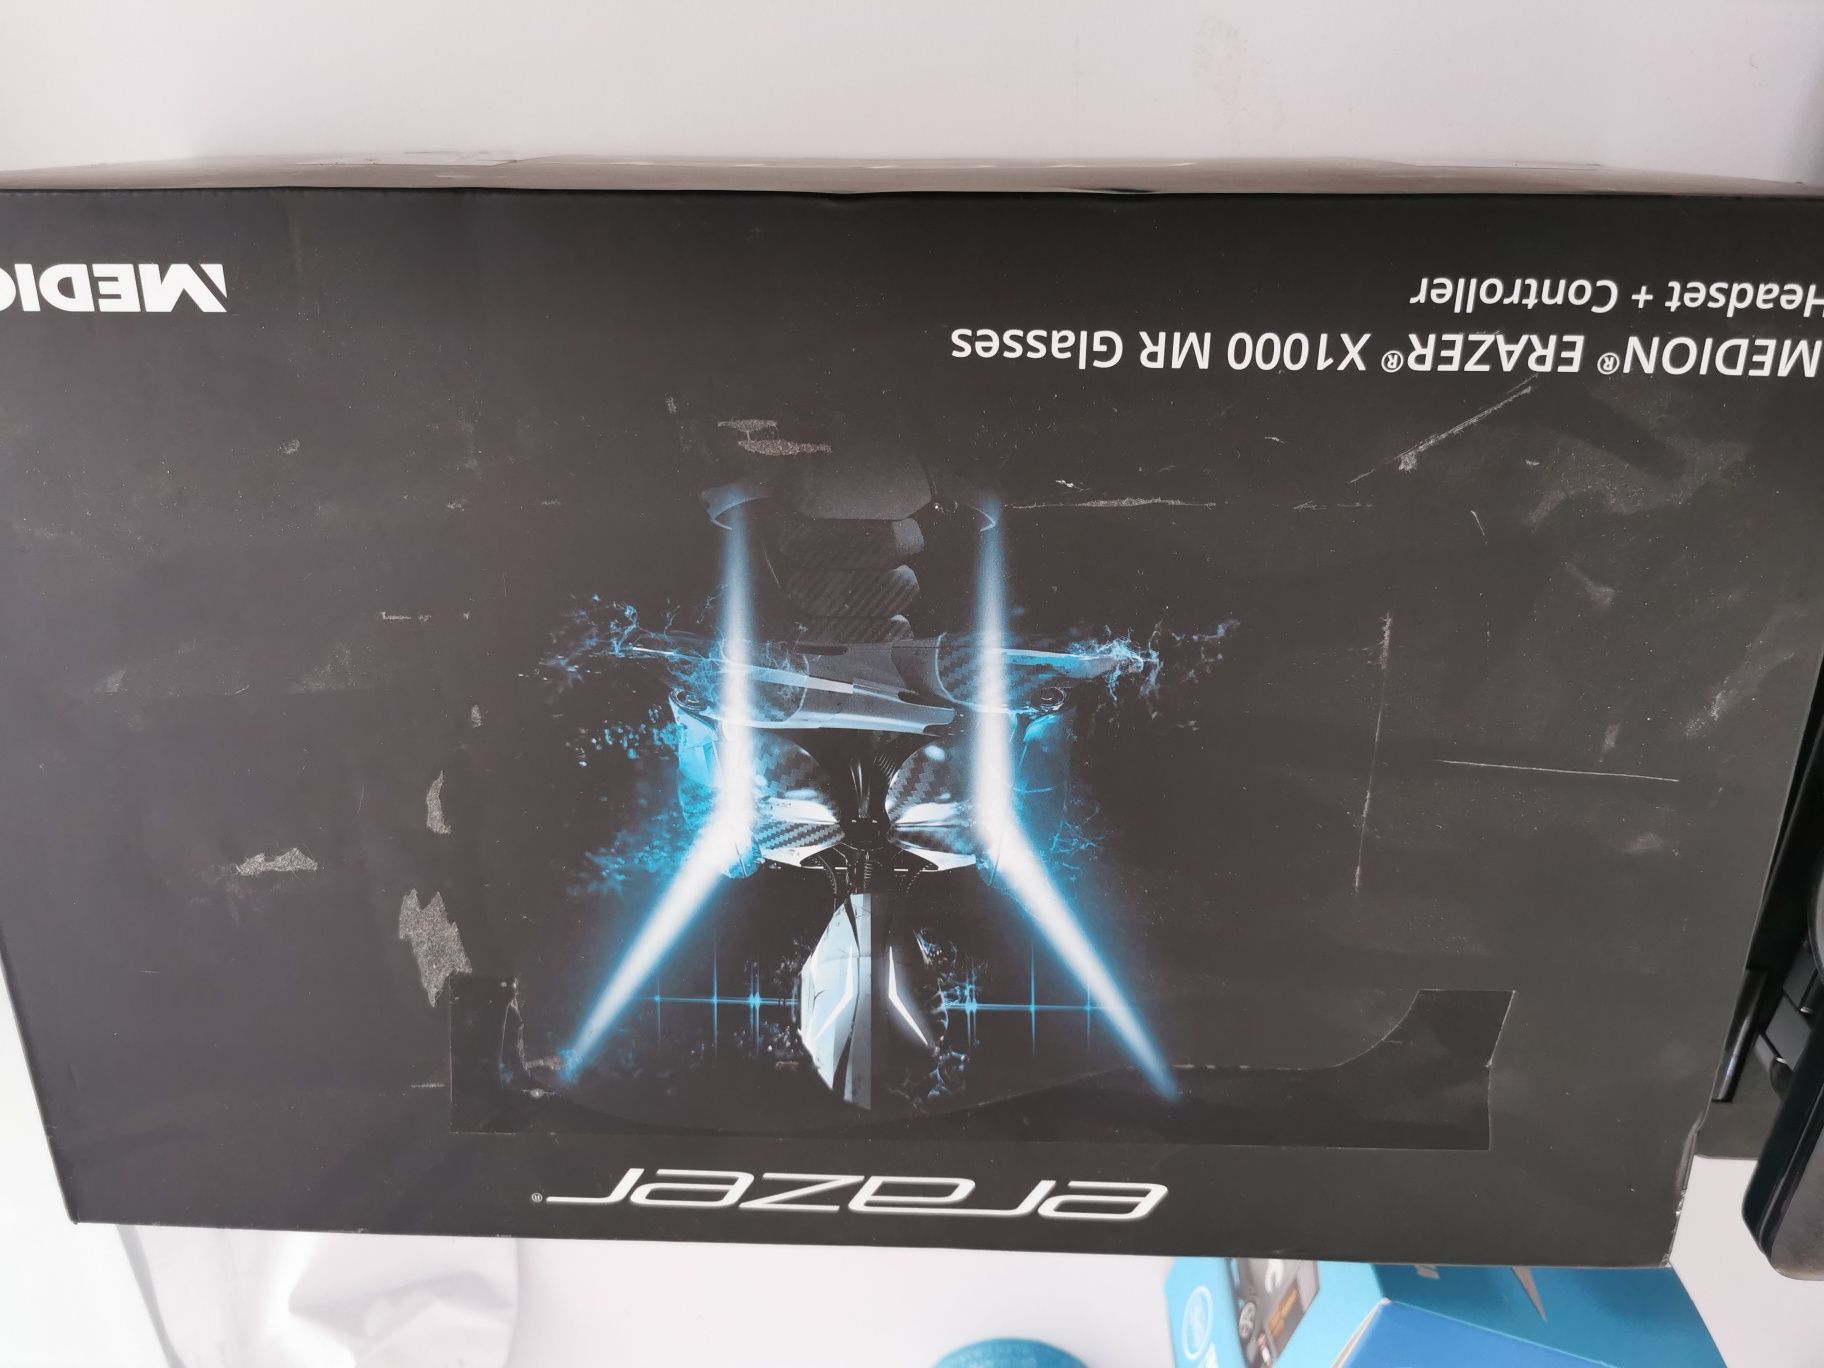 erazer®
MEDION® ERAZER® X1000 MR Glasses
Headset + Controller
MEDIO